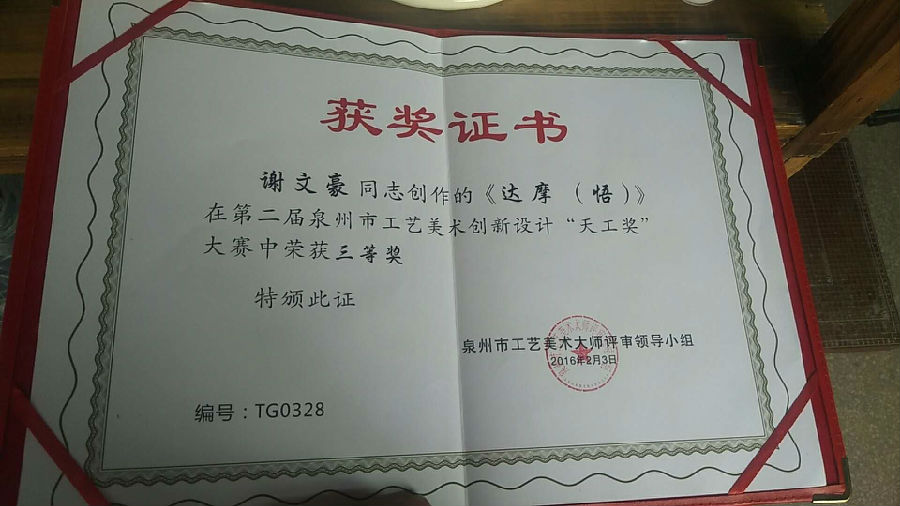 获奖证书
谢文豪同志创作的《达摩（悟）》
在第二届泉州市工艺美术创新设计“天工奖”
大赛中荣获三等奖
特颁此证
泉州市工艺美术大师评审领导小组
2016年2月3日
编号：TG0328